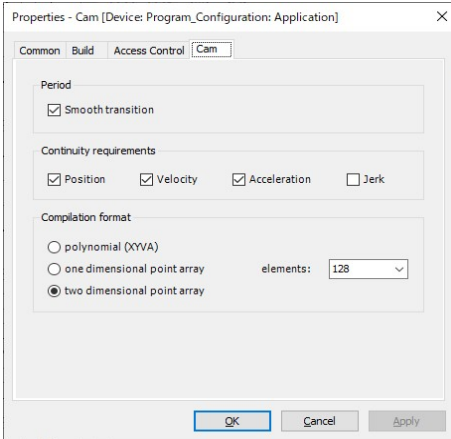 Properties - Cam [Device: Program_Configuration: Application]
Common Build Access Control Cam
Period
Smooth transition
Continuity requirements
Position Velocity Acceleration Jerk
Compilation format
polynomial (XYVA)
one dimensional point array elements: 128
two dimensional point array
OK Cancel Apply